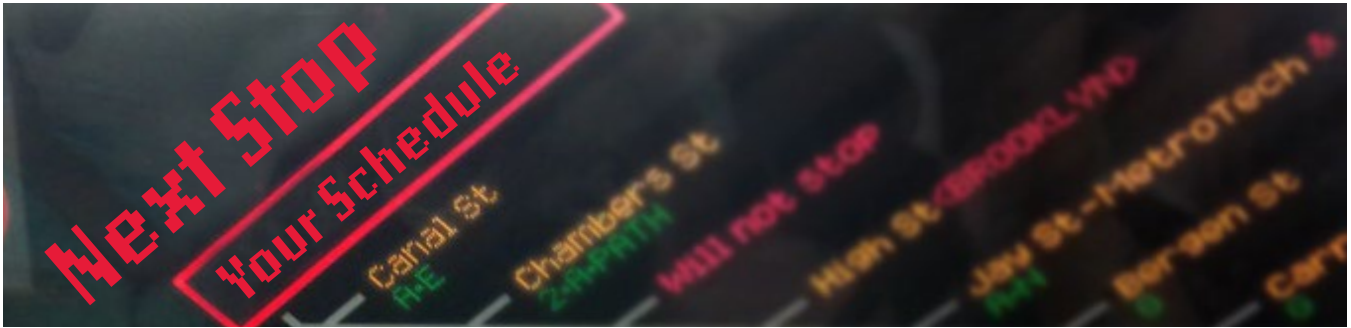 Next Stop
Your Schedule
Canal St
A•E
Chambers St
2•A•PATH
Will not stop
High St <BROOKLYN>
Jay St-MetroTech &
A•N
Bergen St
G
Carr
G